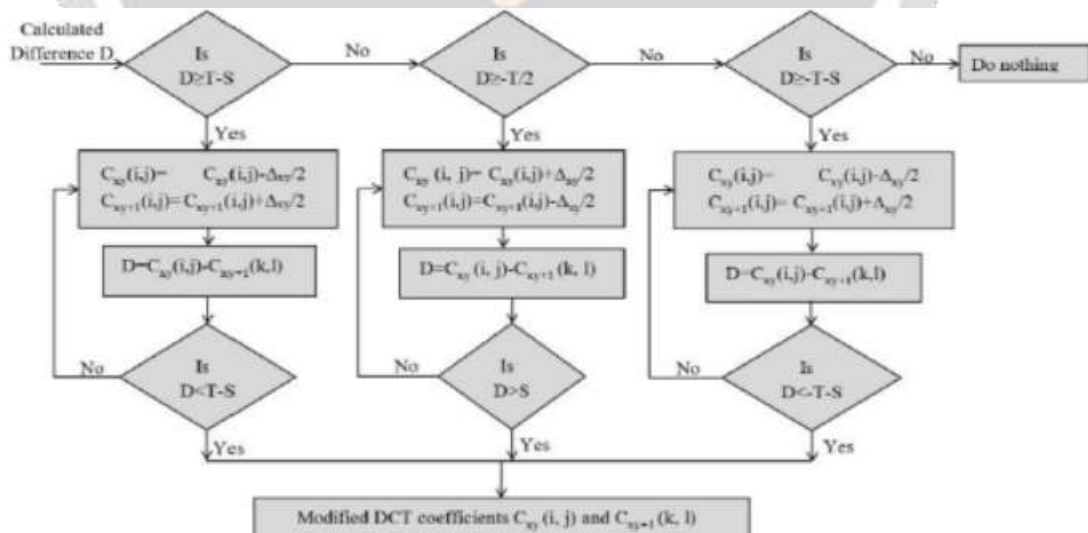 Calculated
Difference D
Is
D≥T-S
No
Is
D≥-T/2
No
Is
D≥-T-S
No
Do nothing
Yes
Yes
Yes
Cxy(i,j)= Cxy(i,j)-Δxy/2
Cxy+1(i,j)=Cxy+1(i,j)+Δxy/2
Cxy (i, j)= Cxy(i,j)+Δxy/2
Cxy+1(i,j)=Cxy+1(i,j)-Δxy/2
Cxy(i,j)= Cxy(i,j)-Δxy/2
Cxy+1(i,j)= Cxy+1(i,j)+Δxy/2
D=Cxy(i,j)-Cxy+1(k,l)
D=Cxy (i, j)-Cxy+1 (k, l)
D=Cxy(i,j)-Cxy+1(k,l)
No
Is
D<T-S
No
Is
D>S
No
Is
D<-T-S
Yes
Yes
Yes
Modified DCT coefficients Cxy (i, j) and Cxy+1 (k, l)